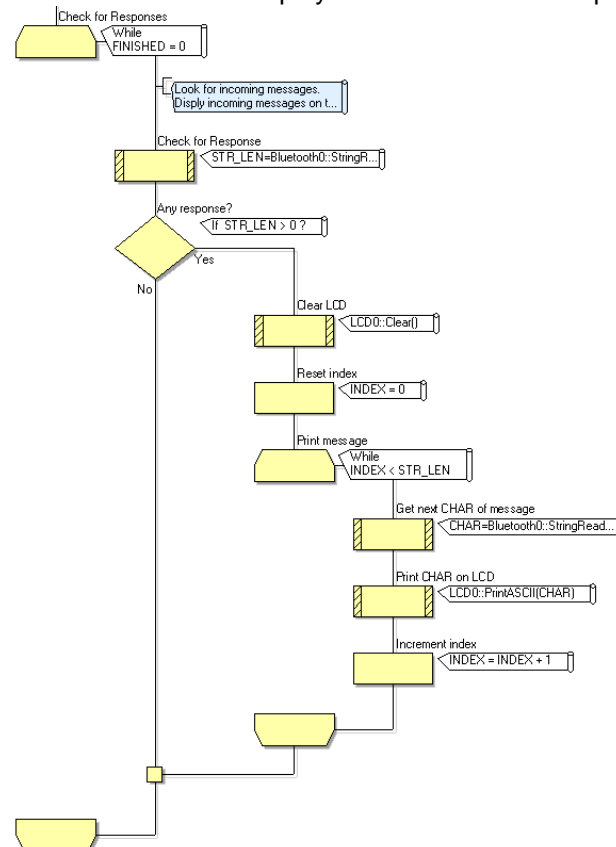 Check for Responses
While
FINISHED = 0
Look for incoming messages.
Disply incoming messages on t...
Check for Response
STR_LEN=Bluetooth0::StringR...
Any response?
If STR_LEN > 0 ?
Yes
No
Clear LCD
LCD0::Clear()
Reset index
INDEX = 0
Print message
While
INDEX < STR_LEN
Get next CHAR of message
CHAR=Bluetooth0::StringRead...
Print CHAR on LCD
LCD0::PrintASCII(CHAR)
Increment index
INDEX = INDEX + 1